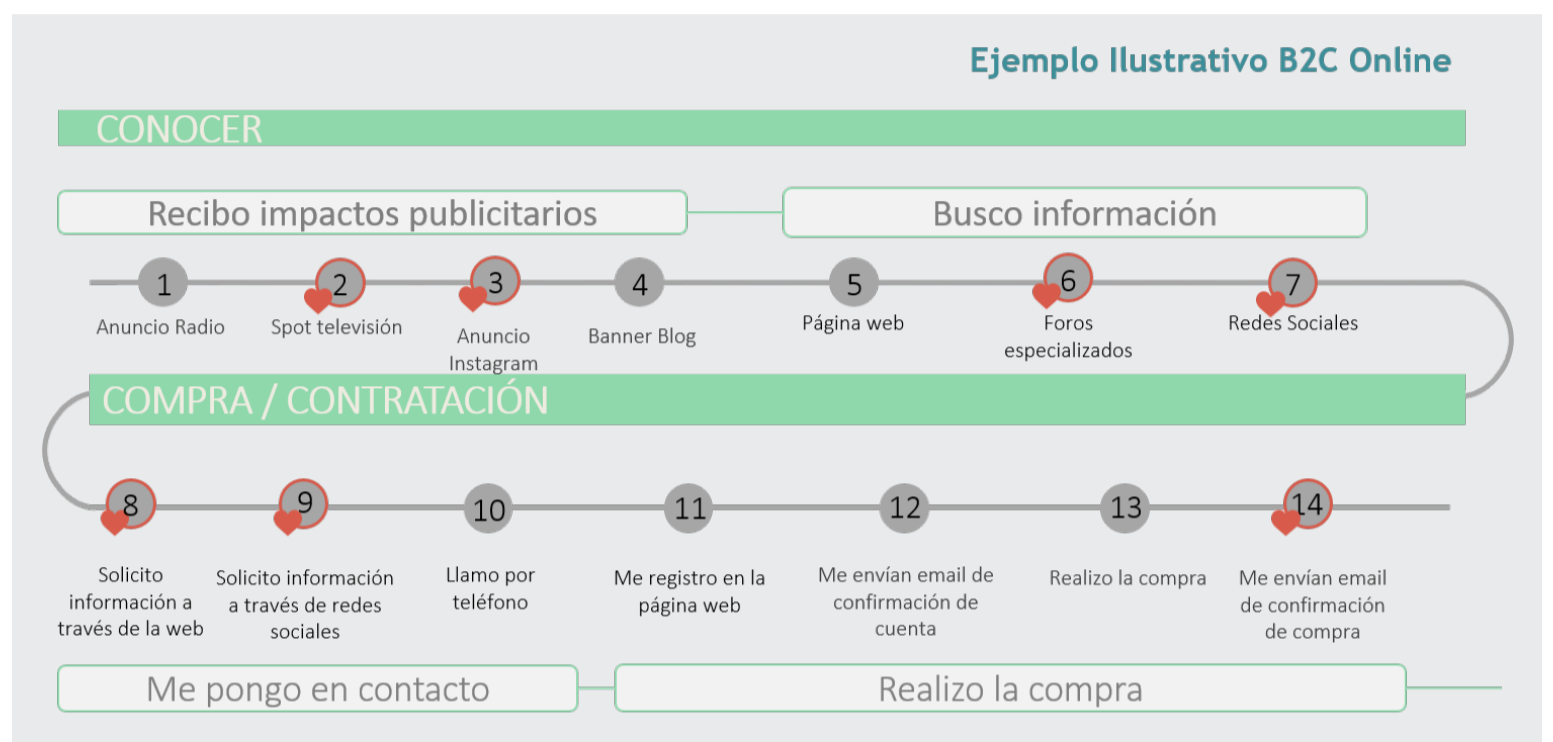 Ejemplo Ilustrativo B2C Online
CONOCER
Recibo impactos publicitarios
Busco información
1
2
3
4
5
6
7
Anuncio Radio
Spot televisión
Anuncio
Instagram
Banner Blog
Página web
Foros
especializados
Redes Sociales
COMPRA / CONTRATACIÓN
8
9
10
11
12
13
14
Solicito
información a
través de la web
Solicito información
a través de redes
sociales
Llamo por
teléfono
Me registro en la
página web
Me envían email de
confirmación de
cuenta
Realizo la compra
Me envían email
de confirmación
de compra
Me pongo en contacto
Realizo la compra